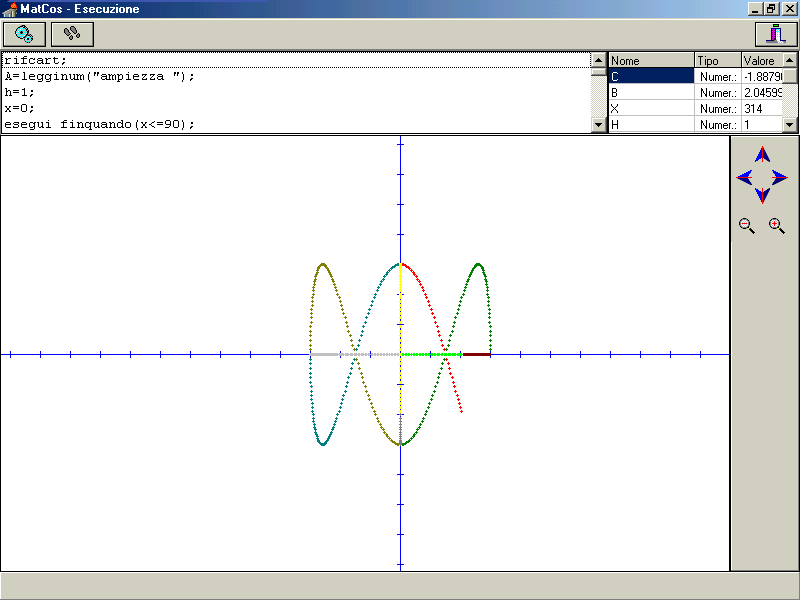 MatCos - Esecuzione
rifcart;
A=legginum("ampiezza ");
h=1;
x=0;
esegui finquando(x<=90);
Nome Tipo Valore
C Numer.: -1.8879
B Numer.: 2.04599
X Numer.: 314
H Numer.: 1